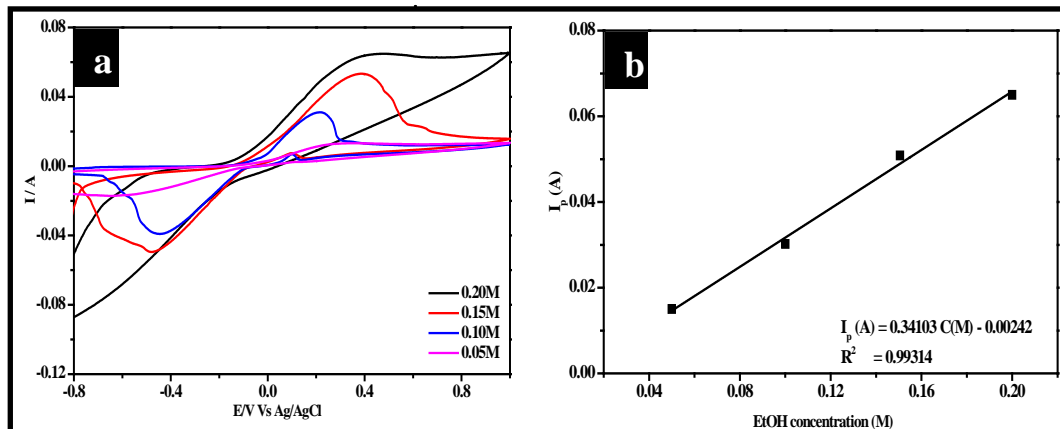 a
0.08
0.04
0.00
-0.04
-0.08
-0.12
I / A
-0.8
-0.4
0.0
0.4
0.8
E/V Vs Ag/AgCl
0.20M
0.15M
0.10M
0.05M
b
0.08
0.06
0.04
0.02
0.00
I_p (A)
0.04
0.08
0.12
0.16
0.20
EtOH concentration (M)
I_p (A) = 0.34103 C(M) - 0.00242
R² = 0.99314